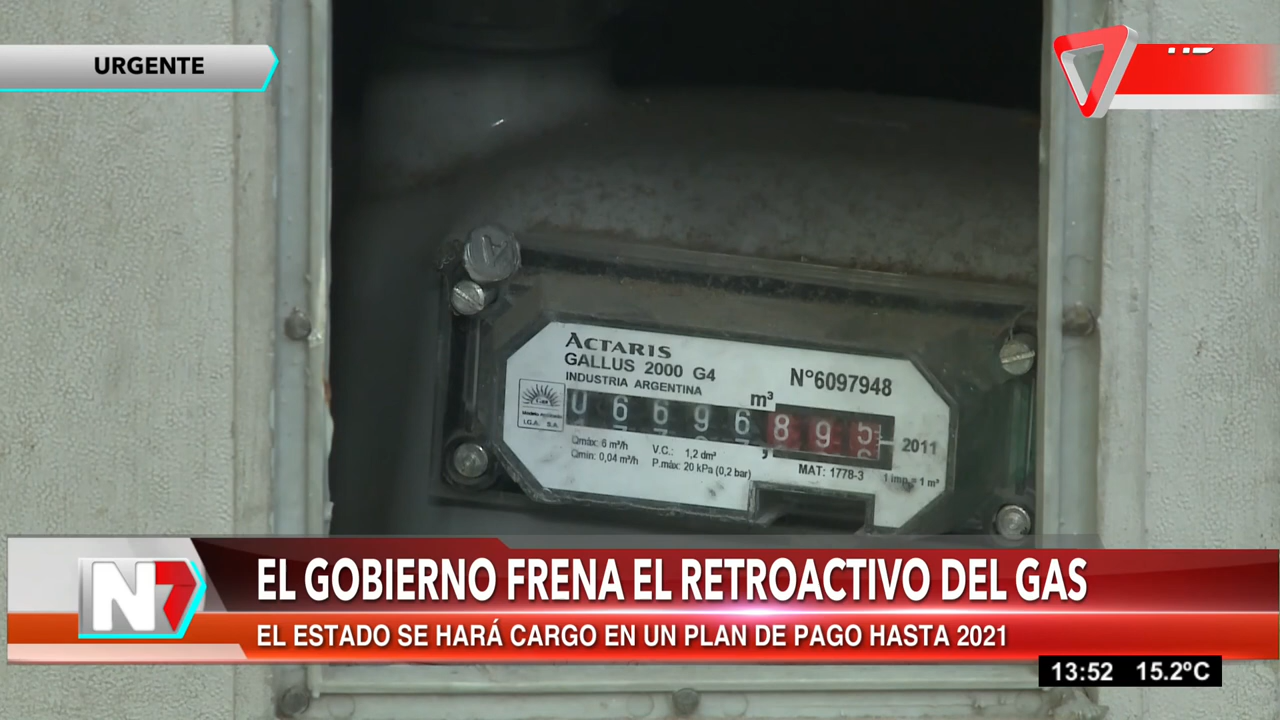 URGENTE
HD
ACTARIS
GALLUS 2000 G4
INDUSTRIA ARGENTINA
N°6097948
m³
0 6 6 9 6 , 8 9 5
2011
I.G.A. S.A.
Qmáx: 6 m³/h
Qmin: 0,04 m³/h
V.C.: 1,2 dm³
P.máx: 20 kPa (0,2 bar)
MAT: 1778-3
1 imp = 1 m³
N7
EL GOBIERNO FRENA EL RETROACTIVO DEL GAS
EL ESTADO SE HARÁ CARGO EN UN PLAN DE PAGO HASTA 2021
13:52 15.2°C